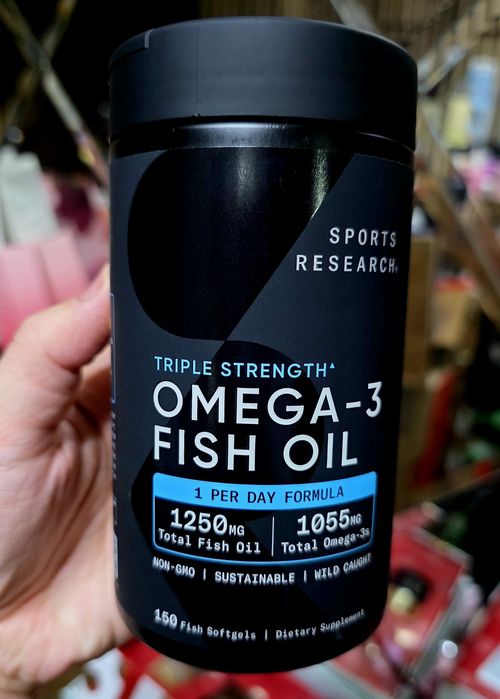 SPORTS
RESEARCH®
TRIPLE STRENGTH▲
OMEGA-3
FISH OIL
1 PER DAY FORMULA
1250MG
Total Fish Oil
1055MG
Total Omega-3s
NON-GMO | SUSTAINABLE | WILD CAUGHT
150 Fish Softgels | Dietary Supplement